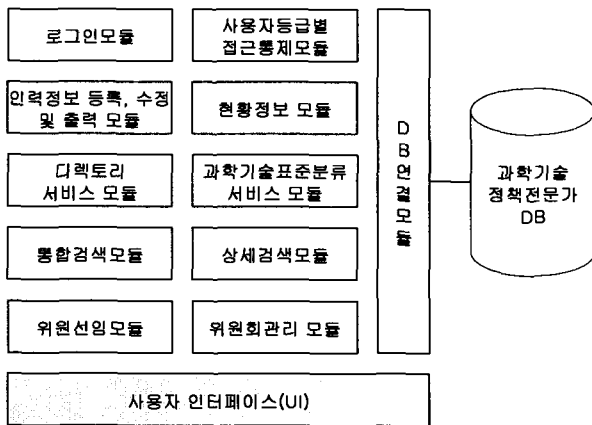 로그인모듈
사용자등급별
접근통제모듈
인력정보 등록, 수정
및 출력 모듈
현황정보 모듈
디렉토리
서비스 모듈
과학기술표준분류
서비스 모듈
통합검색모듈
상세검색모듈
위원선임모듈
위원회관리 모듈
DB연결모듈
과학기술
정책전문가
DB
사용자 인터페이스(UI)